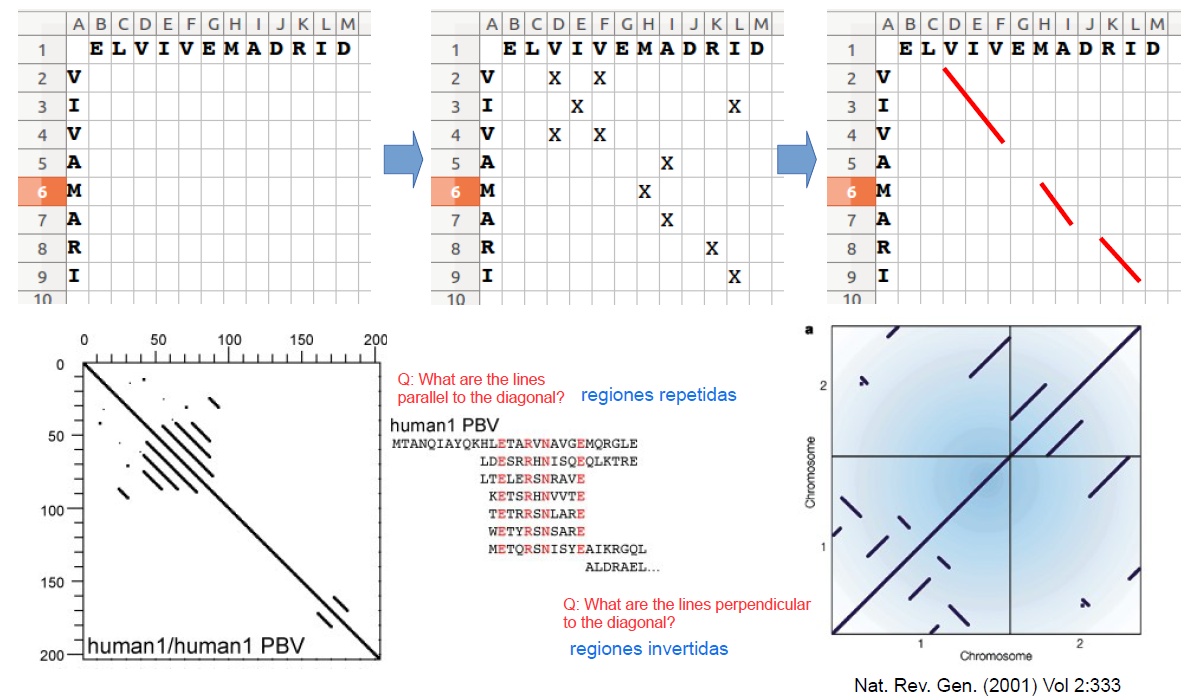 A B C D E F G H I J K L M
1 E L V I V E M A D R I D
2 V
3 I
4 V
5 A
6 M
7 A
8 R
9 I
10
A B C D E F G H I J K L M
1 E L V I V E M A D R I D
2 V X X
3 I X X
4 V X X
5 A X
6 M X
7 A X
8 R X
9 I X
10
A B C D E F G H I J K L M
1 E L V I V E M A D R I D
2 V
3 I
4 V
5 A
6 M
7 A
8 R
9 I
10
0 50 100 150 200
0
50
100
150
200
human1/human1 PBV
Q: What are the lines
parallel to the diagonal?
regiones repetidas
human1 PBV
MTANQIAYQKHLETARVNAVGEMQRGLE
LDESRRHNISQEQLKTRE
LTELERSNRAVE
KETSRHNVVTE
TETRRSNLARE
WETYRSNSARE
METQRSNISYEAIKRGQL
ALDRAEL...
Q: What are the lines perpendicular
to the diagonal?
regiones invertidas
a
2
Chromosome
1
1 2
Chromosome
Nat. Rev. Gen. (2001) Vol 2:333